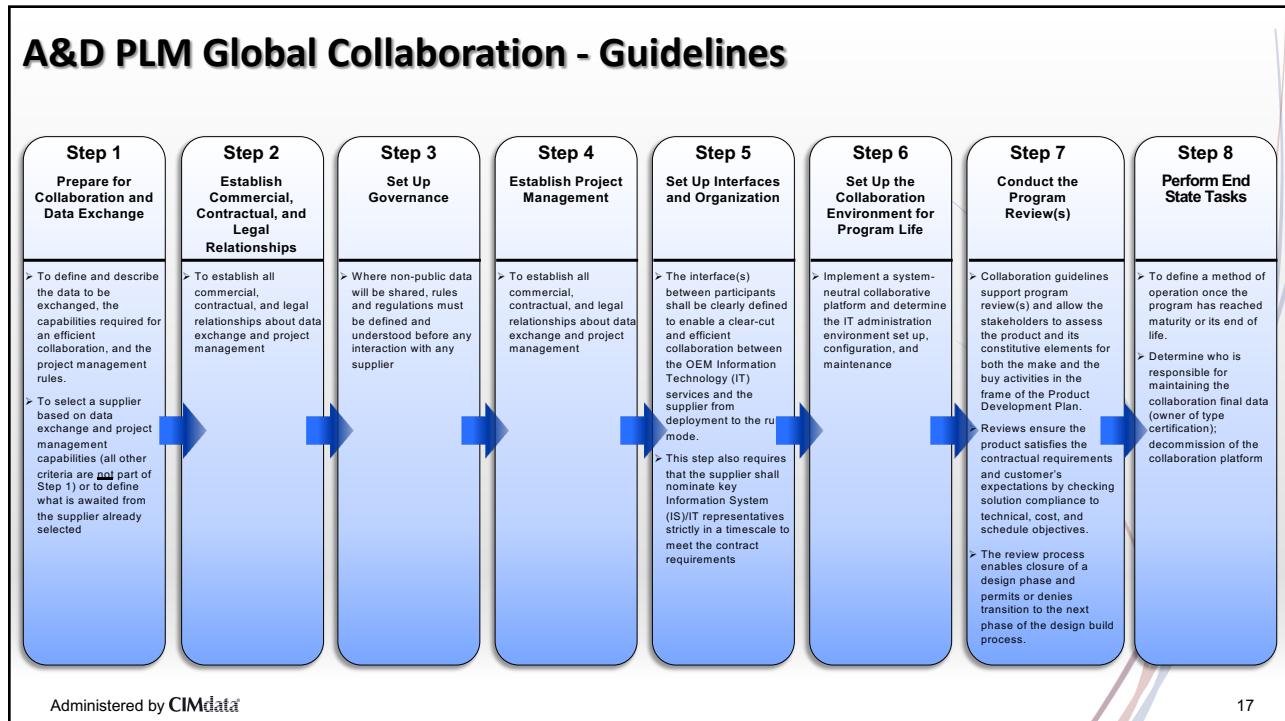 A&D PLM Global Collaboration - Guidelines
Step 1
Prepare for
Collaboration and
Data Exchange
➢ To define and describe
the data to be
exchanged, the
capabilities required for
an efficient
collaboration, and the
project management
rules.
➢ To select a supplier
based on data
exchange and project
management
capabilities (all other
criteria are not part of
Step 1) or to define
what is awaited from
the supplier already
selected
Step 2
Establish
Commercial,
Contractual, and
Legal
Relationships
➢ To establish all
commercial,
contractual, and legal
relationships about data
exchange and project
management
Step 3
Set Up
Governance
➢ Where non-public data
will be shared, rules
and regulations must
be defined and
understood before any
interaction with any
supplier
Step 4
Establish Project
Management
➢ To establish all
commercial,
contractual, and legal
relationships about data
exchange and project
management
Step 5
Set Up Interfaces
and Organization
➢ The interface(s)
between participants
shall be clearly defined
to enable a clear-cut
and efficient
collaboration between
the OEM Information
Technology (IT)
services and the
supplier from
deployment to the ru
mode.
➢ This step also requires
that the supplier shall
nominate key
Information System
(IS)/IT representatives
strictly in a timescale to
meet the contract
requirements
Step 6
Set Up the
Collaboration
Environment for
Program Life
➢ Implement a system-
neutral collaborative
platform and determine
the IT administration
environment set up,
configuration, and
maintenance
Step 7
Conduct the
Program
Review(s)
➢ Collaboration guidelines
support program
review(s) and allow the
stakeholders to assess
the product and its
constitutive elements for
both the make and the
buy activities in the
frame of the Product
Development Plan.
➢ Reviews ensure the
product satisfies the
contractual requirements
and customer's
expectations by checking
solution compliance to
technical, cost, and
schedule objectives.
➢ The review process
enables closure of a
design phase and
permits or denies
transition to the next
phase of the design build
process.
Step 8
Perform End
State Tasks
➢ To define a method of
operation once the
program has reached
maturity or its end of
life.
➢ Determine who is
responsible for
maintaining the
collaboration final data
(owner of type
certification);
decommission of the
collaboration platform
Administered by CIMdata
17